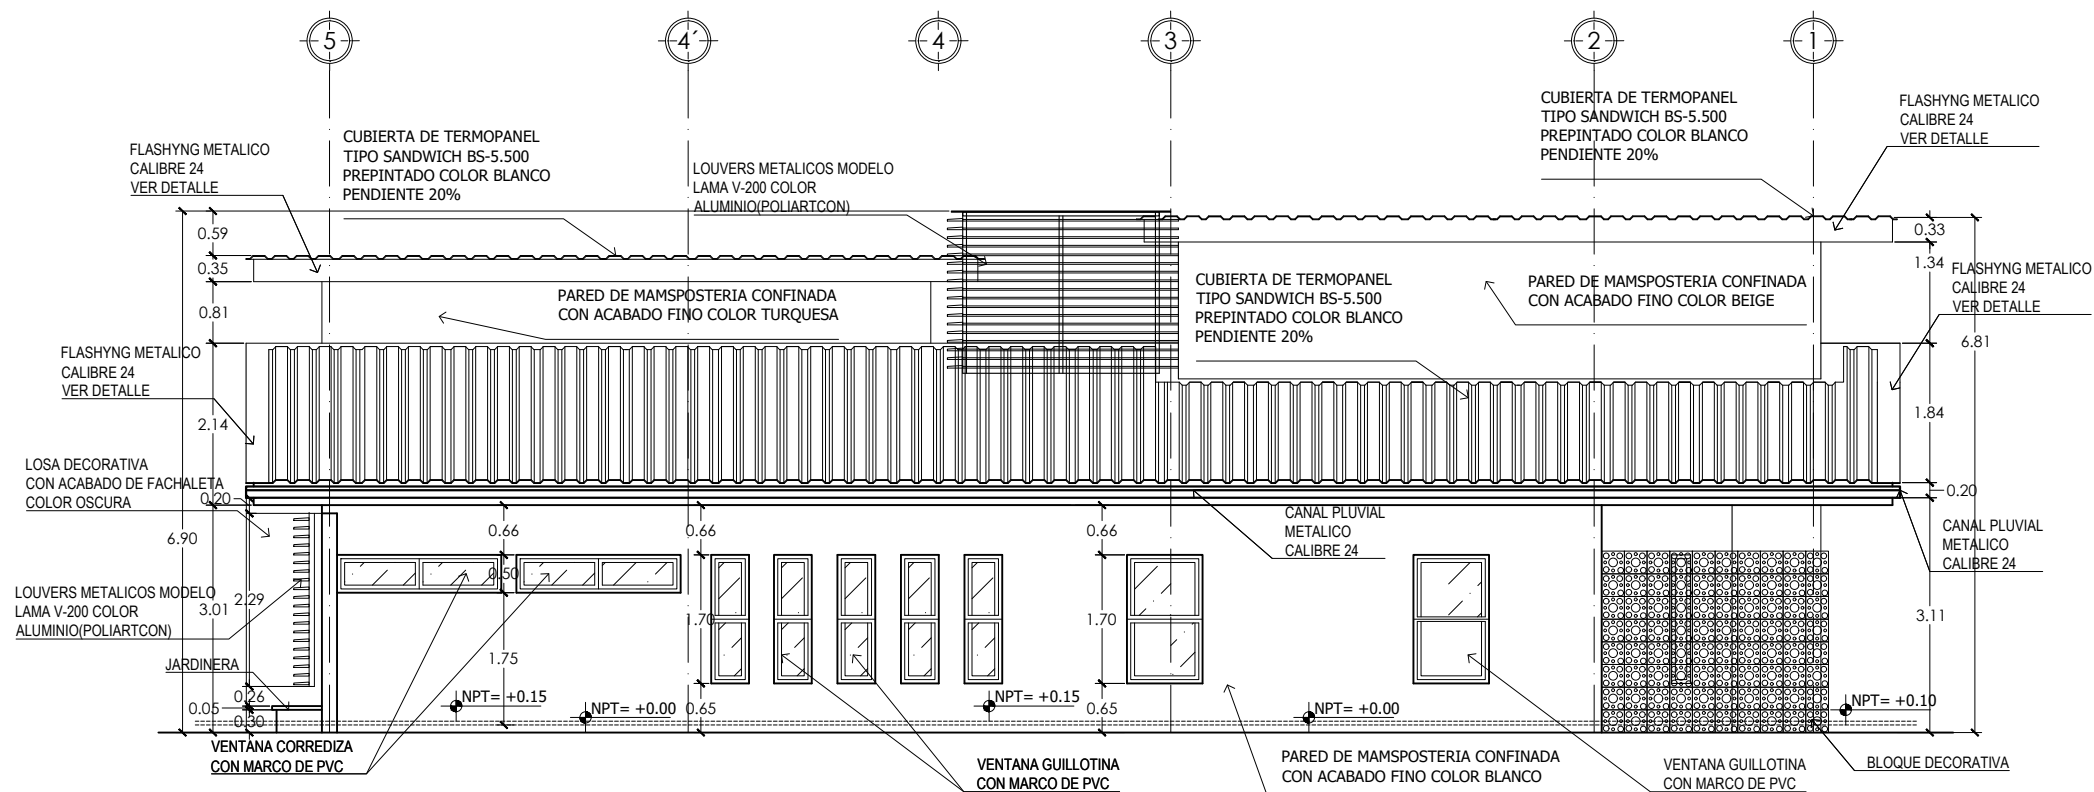 5
4´
4
3
2
1
CUBIERTA DE TERMOPANEL
TIPO SANDWICH BS-5.500
PREPINTADO COLOR BLANCO
PENDIENTE 20%
FLASHYNG METALICO
CALIBRE 24
VER DETALLE
FLASHYNG METALICO
CALIBRE 24
VER DETALLE
CUBIERTA DE TERMOPANEL
TIPO SANDWICH BS-5.500
PREPINTADO COLOR BLANCO
PENDIENTE 20%
LOUVERS METALICOS MODELO
LAMA V-200 COLOR
ALUMINIO(POLIARTCON)
0.59
0.35
0.81
2.14
0.20
6.90
3.01
2.29
0.26
0.05
0.30
0.33
1.34
6.81
1.84
0.20
3.11
PARED DE MAMSPOSTERIA CONFINADA
CON ACABADO FINO COLOR TURQUESA
CUBIERTA DE TERMOPANEL
TIPO SANDWICH BS-5.500
PREPINTADO COLOR BLANCO
PENDIENTE 20%
PARED DE MAMSPOSTERIA CONFINADA
CON ACABADO FINO COLOR BEIGE
FLASHYNG METALICO
CALIBRE 24
VER DETALLE
FLASHYNG METALICO
CALIBRE 24
VER DETALLE
LOSA DECORATIVA
CON ACABADO DE FACHALETA
COLOR OSCURA
CANAL PLUVIAL
METALICO
CALIBRE 24
CANAL PLUVIAL
METALICO
CALIBRE 24
0.66
0.66
0.66
0.50
1.70
1.70
1.75
0.65
0.65
LOUVERS METALICOS MODELO
LAMA V-200 COLOR
ALUMINIO(POLIARTCON)
JARDINERA
NPT= +0.15
NPT= +0.00
NPT= +0.15
NPT= +0.00
NPT= +0.10
VENTANA CORREDIZA
CON MARCO DE PVC
VENTANA GUILLOTINA
CON MARCO DE PVC
PARED DE MAMSPOSTERIA CONFINADA
CON ACABADO FINO COLOR BLANCO
VENTANA GUILLOTINA
CON MARCO DE PVC
BLOQUE DECORATIVA